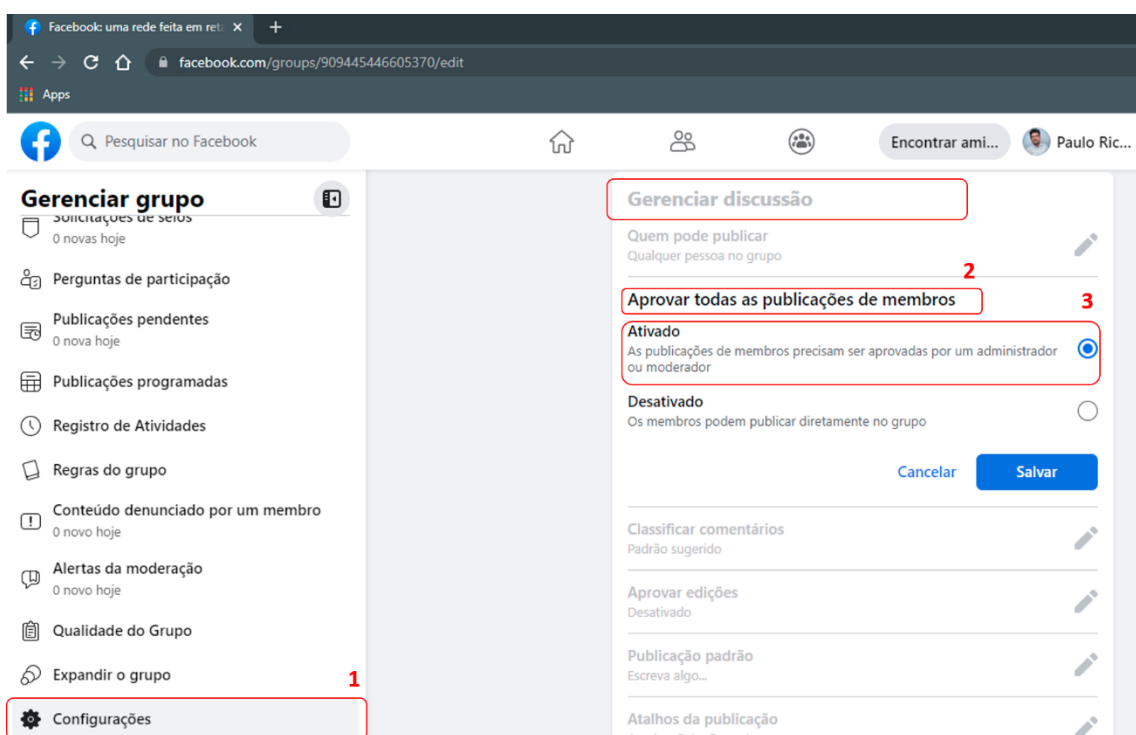 Facebook: uma rede feita em ret
facebook.com/groups/909445446605370/edit
Apps
Pesquisar no Facebook
Encontrar ami...
Paulo Ric...
Gerenciar grupo
Solicitações de selos
0 novas hoje
Perguntas de participação
Publicações pendentes
0 nova hoje
Publicações programadas
Registro de Atividades
Regras do grupo
Conteúdo denunciado por um membro
0 novo hoje
Alertas da moderação
0 novo hoje
Qualidade do Grupo
Expandir o grupo
1
Configurações
Gerenciar discussão
Quem pode publicar
Qualquer pessoa no grupo
2
Aprovar todas as publicações de membros
3
Ativado
As publicações de membros precisam ser aprovadas por um administrador
ou moderador
Desativado
Os membros podem publicar diretamente no grupo
Cancelar
Salvar
Classificar comentários
Padrão sugerido
Aprovar edições
Desativado
Publicação padrão
Escreva algo...
Atalhos da publicação